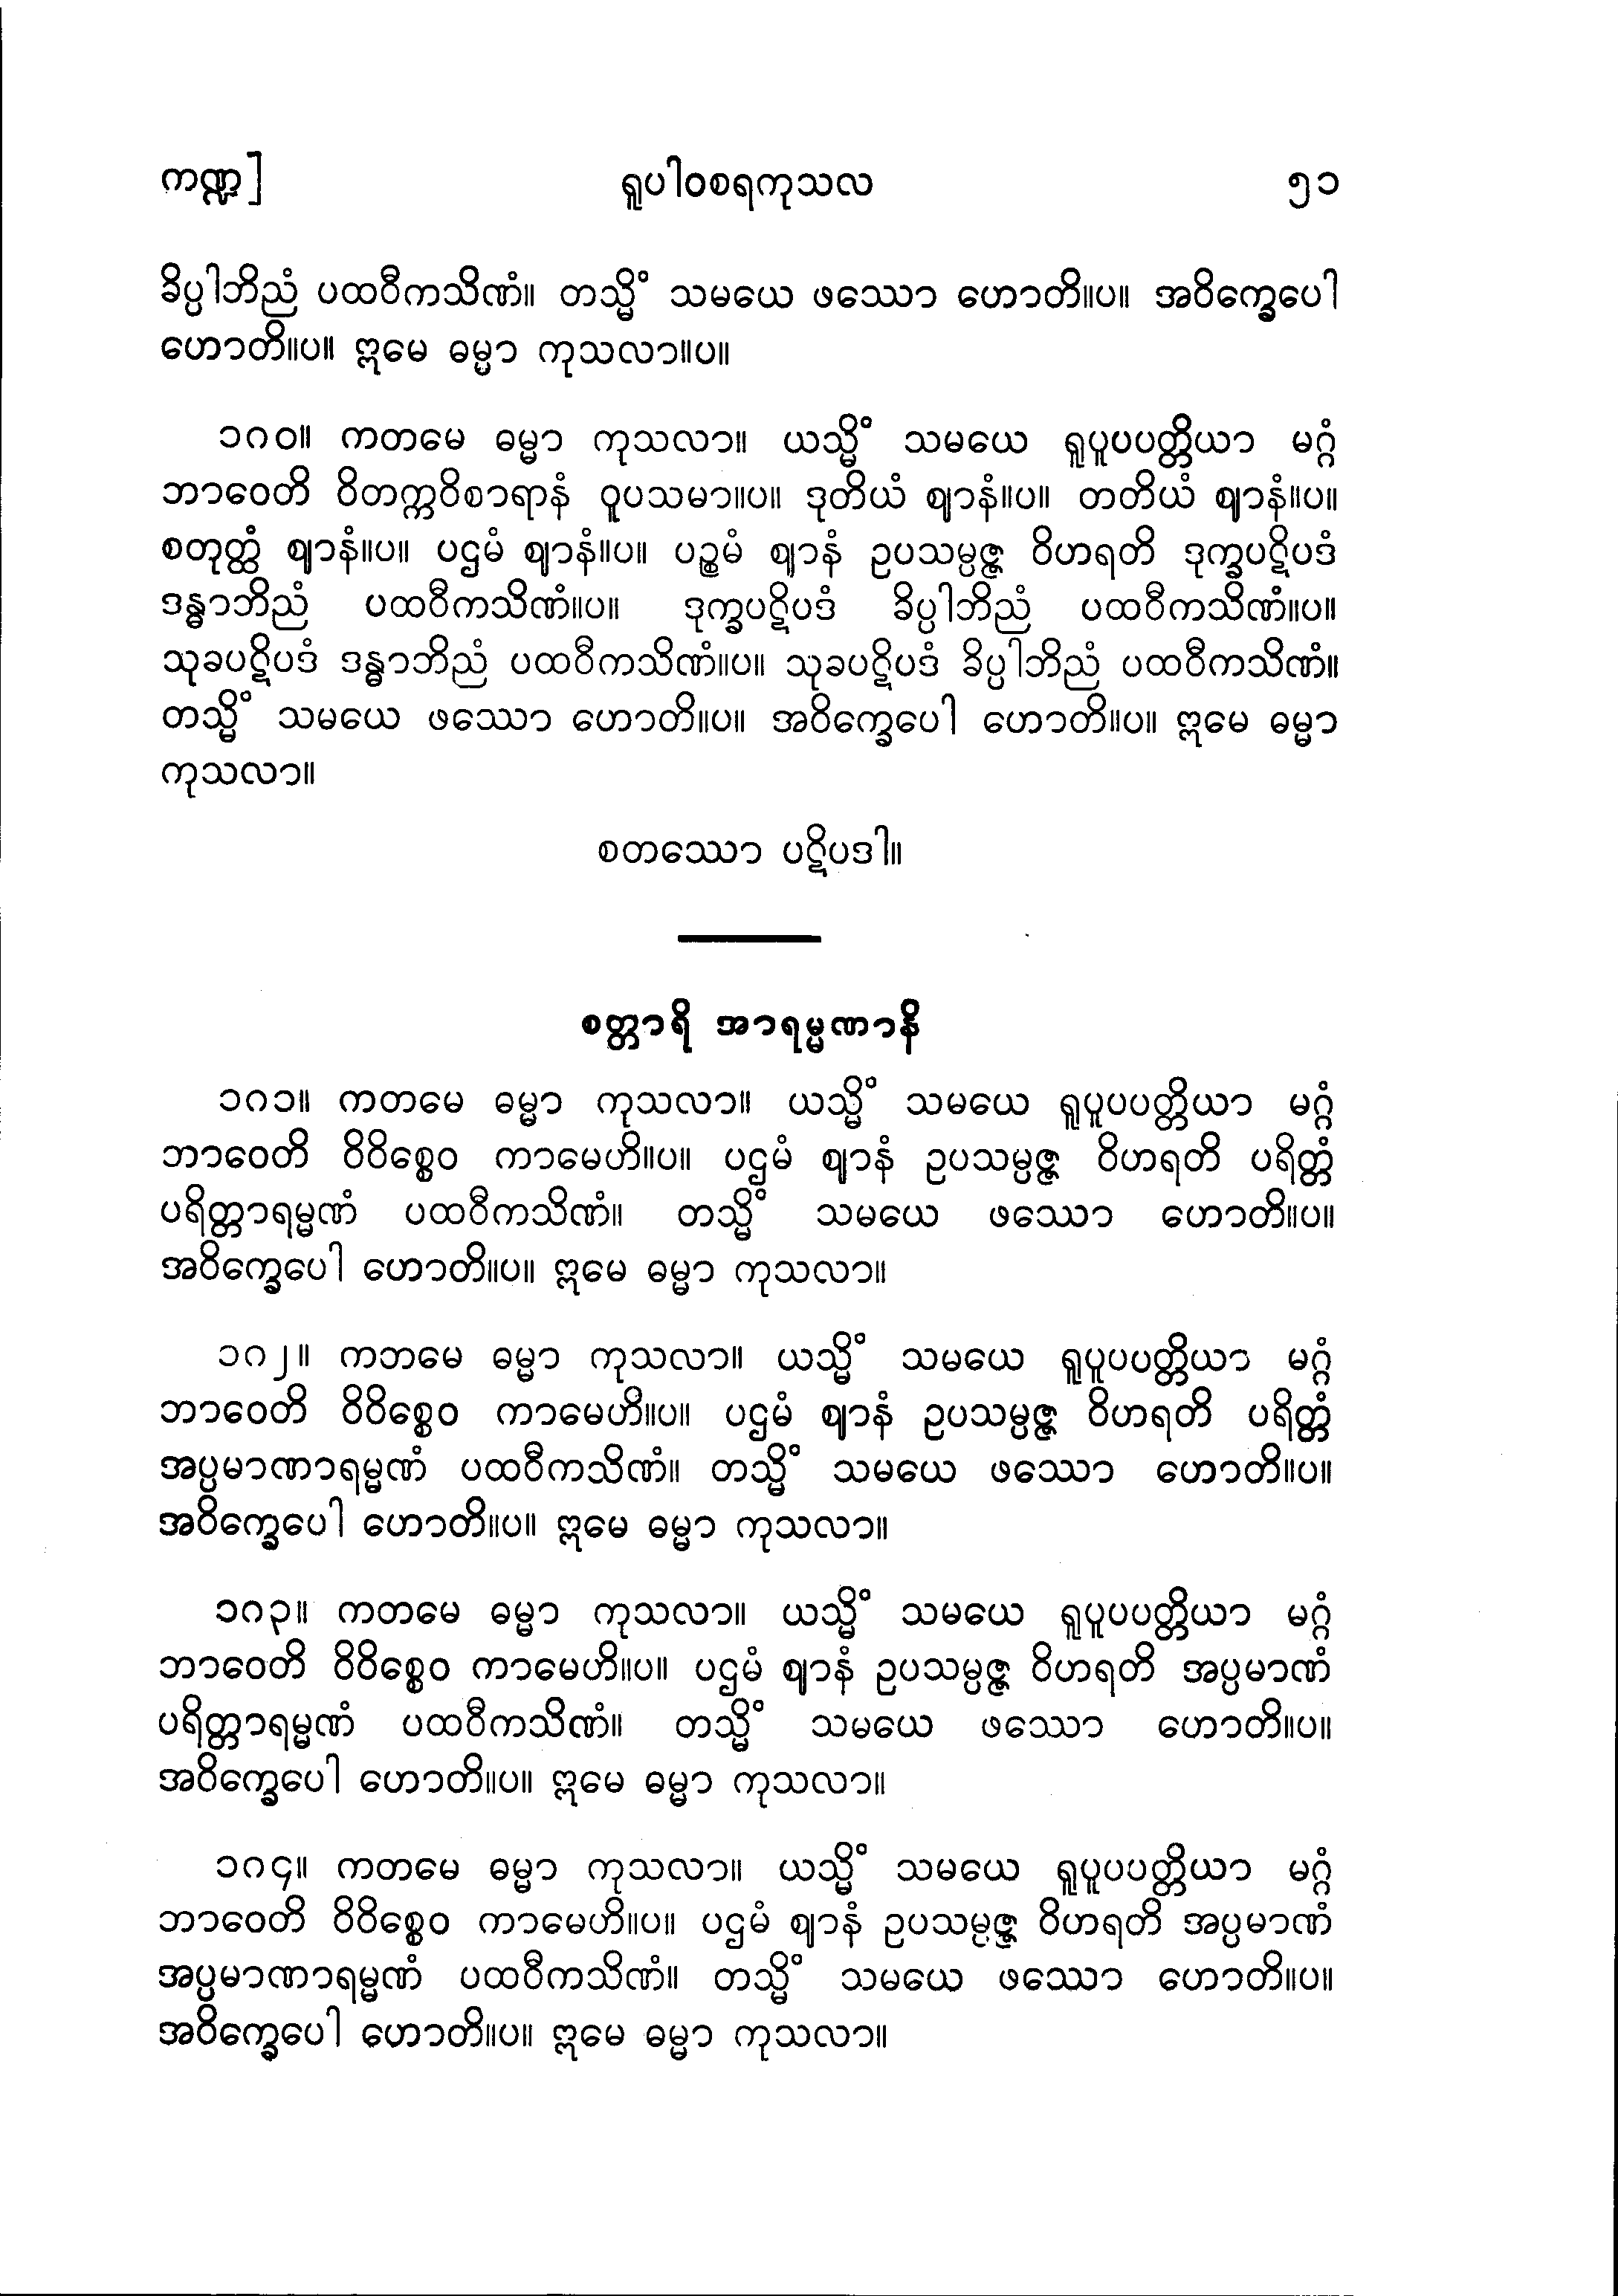 ကဏ္ဍ] ရူပါဝစရကုသလ ၅၁
ခိပ္ပါဘိညံ ပထဝီကသိဏံ။ တသ္မိံ သမယေ ဖဿော ဟောတိ။ပ။ အဝိက္ခေပေါ
ဟောတိ။ပ။ ဣမေ ဓမ္မာ ကုသလာ။ပ။
၁၈၀။ ကတမေ ဓမ္မာ ကုသလာ။ ယသ္မိံ သမယေ ရူပူပပတ္တိယာ မဂ္ဂံ
ဘာဝေတိ ဝိတက္ကဝိစာရာနံ ဝူပသမာ။ပ။ ဒုတိယံ ဈာနံ။ပ။ တတိယံ ဈာနံ။ပ။
စတုတ္ထံ ဈာနံ။ပ။ ပဌမံ ဈာနံ။ပ။ ပဉ္စမံ ဈာနံ ဥပသမ္ပဇ္ဇ ဝိဟရတိ ဒုက္ခပဋိပဒံ
ဒန္ဓာဘိညံ ပထဝီကသိဏံ။ပ။ ဒုက္ခပဋိပဒံ ခိပ္ပါဘိညံ ပထဝီကသိဏံ။ပ။
သုခပဋိပဒံ ဒန္ဓာဘိညံ ပထဝီကသိဏံ။ပ။ သုခပဋိပဒံ ခိပ္ပါဘိညံ ပထဝီကသိဏံ။
တသ္မိံ သမယေ ဖဿော ဟောတိ။ပ။ အဝိက္ခေပေါ ဟောတိ။ပ။ ဣမေ ဓမ္မာ
ကုသလာ။
စတဿော ပဋိပဒါ။
စတ္တာရိ အာရမ္မဏာနိ
၁၈၁။ ကတမေ ဓမ္မာ ကုသလာ။ ယသ္မိံ သမယေ ရူပူပပတ္တိယာ မဂ္ဂံ
ဘာဝေတိ ဝိဝိစ္စေဝ ကာမေဟိ။ပ။ ပဌမံ ဈာနံ ဥပသမ္ပဇ္ဇ ဝိဟရတိ ပရိတ္တံ
ပရိတ္တာရမ္မဏံ ပထဝီကသိဏံ။ တသ္မိံ သမယေ ဖဿော ဟောတိ။ပ။
အဝိက္ခေပေါ ဟောတိ။ပ။ ဣမေ ဓမ္မာ ကုသလာ။
၁၈၂။ ကဘမေ ဓမ္မာ ကုသလာ။ ယသ္မိံ သမယေ ရူပူပပတ္တိယာ မဂ္ဂံ
ဘာဝေတိ ဝိဝိစ္စေဝ ကာမေဟိ။ပ။ ပဌမံ ဈာနံ ဥပသမ္ပဇ္ဇ ဝိဟရတိ ပရိတ္တံ
အပ္ပမာဏာရမ္မဏံ ပထဝီကသိဏံ။ တသ္မိံ သမယေ ဖဿော ဟောတိ။ပ။
အဝိက္ခေပေါ ဟောတိ။ပ။ ဣမေ ဓမ္မာ ကုသလာ။
၁၈၃။ ကတမေ ဓမ္မာ ကုသလာ။ ယသ္မိံ သမယေ ရူပူပပတ္တိယာ မဂ္ဂံ
ဘာဝေတိ ဝိဝိစ္စေဝ ကာမေဟိ။ပ။ ပဌမံ ဈာနံ ဥပသမ္ပဇ္ဇ ဝိဟရတိ အပ္ပမာဏံ
ပရိတ္တာရမ္မဏံ ပထဝီကသိဏံ။ တသ္မိံ သမယေ ဖဿော ဟောတိ။ပ။
အဝိက္ခေပေါ ဟောတိ။ပ။ ဣမေ ဓမ္မာ ကုသလာ။
၁၈၄။ ကတမေ ဓမ္မာ ကုသလာ။ ယသ္မိံ သမယေ ရူပူပပတ္တိယာ မဂ္ဂံ
ဘာဝေတိ ဝိဝိစ္စေဝ ကာမေဟိ။ပ။ ပဌမံ ဈာနံ ဥပသမ္ပဇ္ဇ ဝိဟရတိ အပ္ပမာဏံ
အပ္ပမာဏာရမ္မဏံ ပထဝီကသိဏံ။ တသ္မိံ သမယေ ဖဿော ဟောတိ။ပ။
အဝိက္ခေပေါ ဟောတိ။ပ။ ဣမေ ဓမ္မာ ကုသလာ။